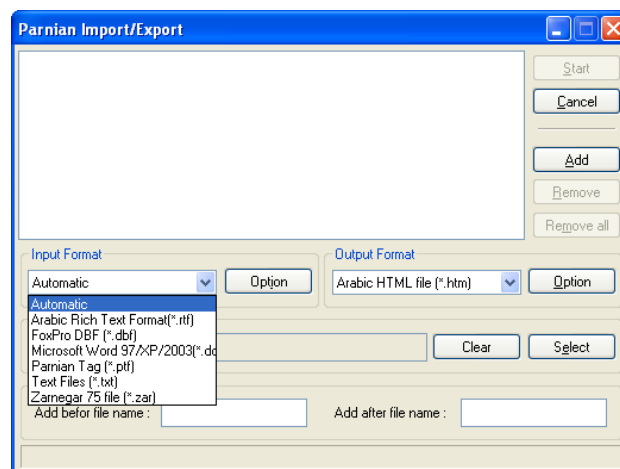 Parnian Import/Export
Start
Cancel
Add
Remove
Remove all
Input Format
Output Format
Automatic
Option
Arabic HTML file (*.htm)
Option
Automatic
Arabic Rich Text Format(*.rtf)
FoxPro DBF (*.dbf)
Microsoft Word 97/XP/2003(*.dc
Parnian Tag (*.ptf)
Text Files (*.txt)
Zarnegar 75 file (*.zar)
Clear
Select
Add befor file name :
Add after file name :